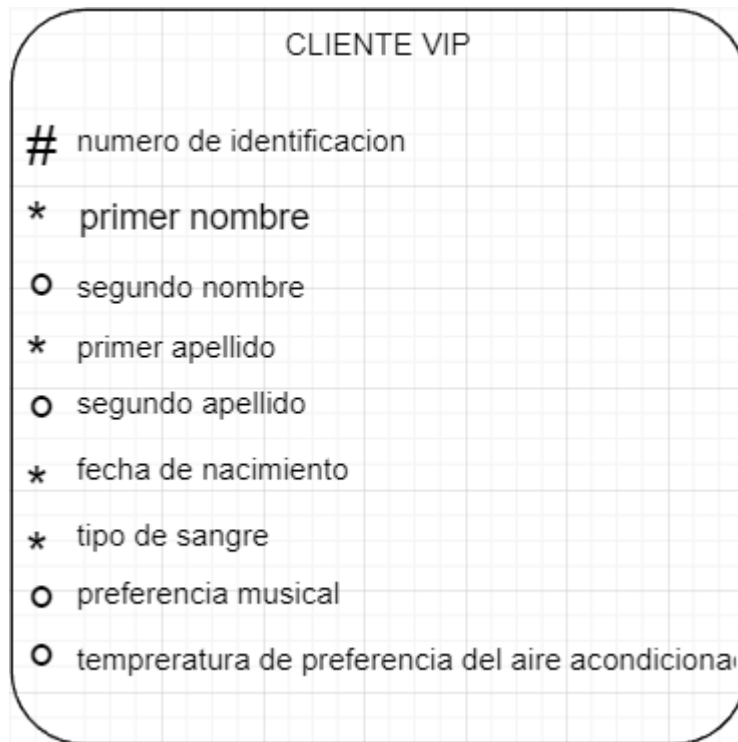 CLIENTE VIP
# numero de identificacion
* primer nombre
o segundo nombre
* primer apellido
o segundo apellido
* fecha de nacimiento
* tipo de sangre
o preferencia musical
o tempreratura de preferencia del aire